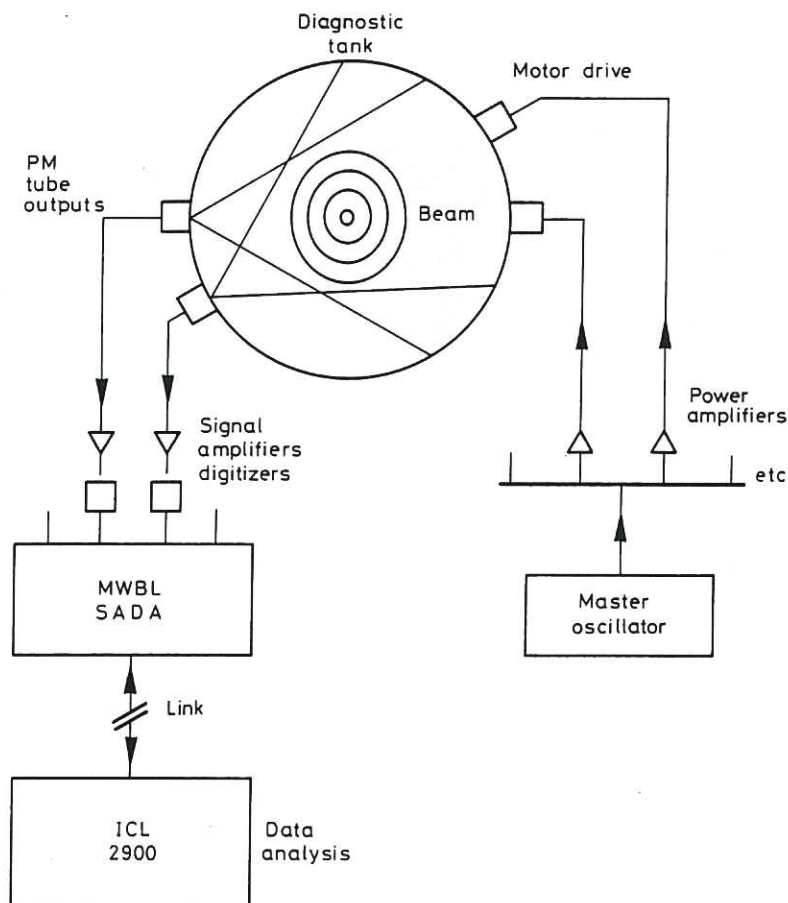 Diagnostic
tank
Motor drive
PM
tube
outputs
Beam
Signal
amplifiers
digitizers
Power
amplifiers
etc
MWBL
SADA
Master
oscillator
Link
ICL
2900
Data
analysis